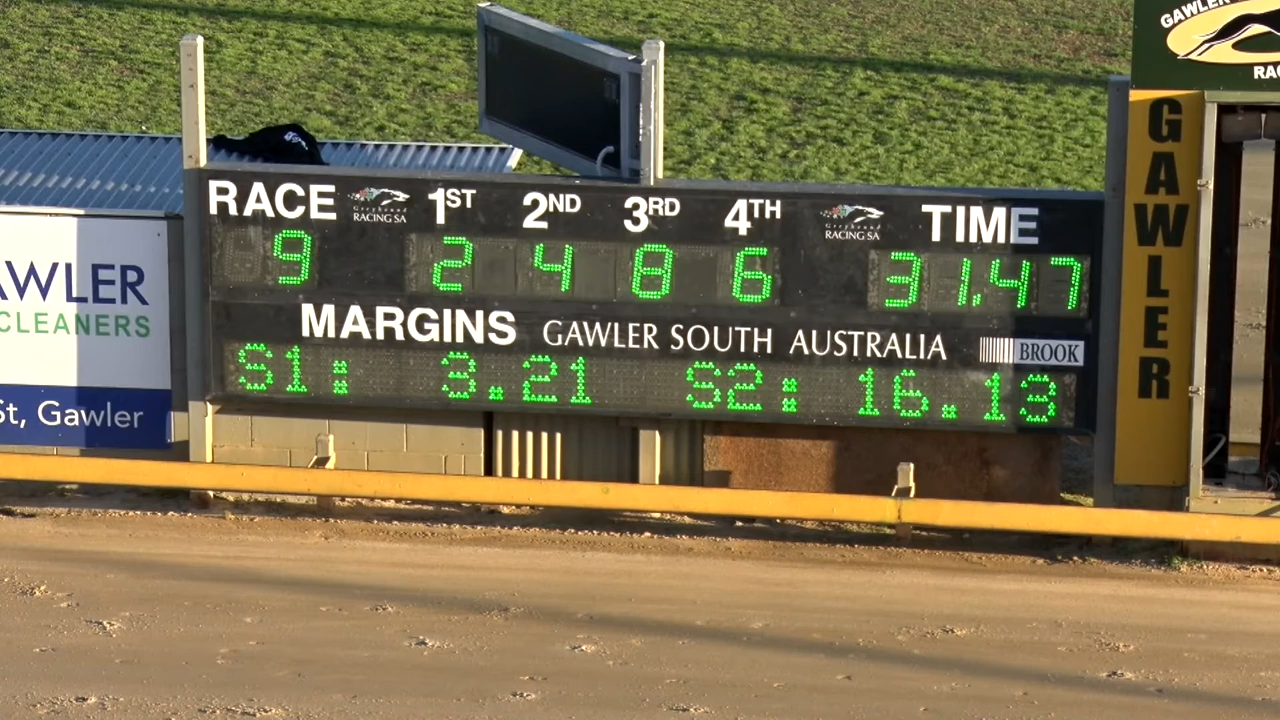 GAWLER
RAC
GAWLER
RACE 1ST 2ND 3RD 4TH TIME
Greyhound RACING SA
Greyhound RACING SA
9 2 4 8 6 31.47
MARGINS GAWLER SOUTH AUSTRALIA BROOK
S1: 3.21 S2: 16.13
AWLER
CLEANERS
St, Gawler